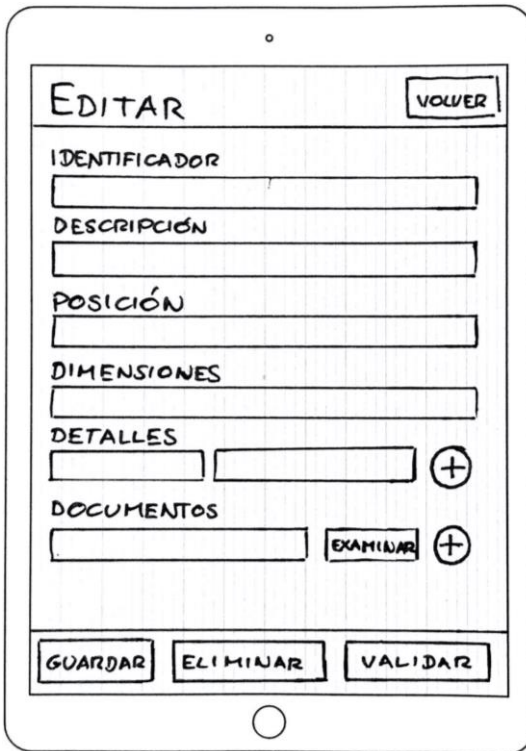 EDITAR
VOLVER
IDENTIFICADOR
DESCRIPCIÓN
POSICIÓN
DIMENSIONES
DETALLES
+
DOCUMENTOS
EXAMINAR +
GUARDAR ELIMINAR VALIDAR